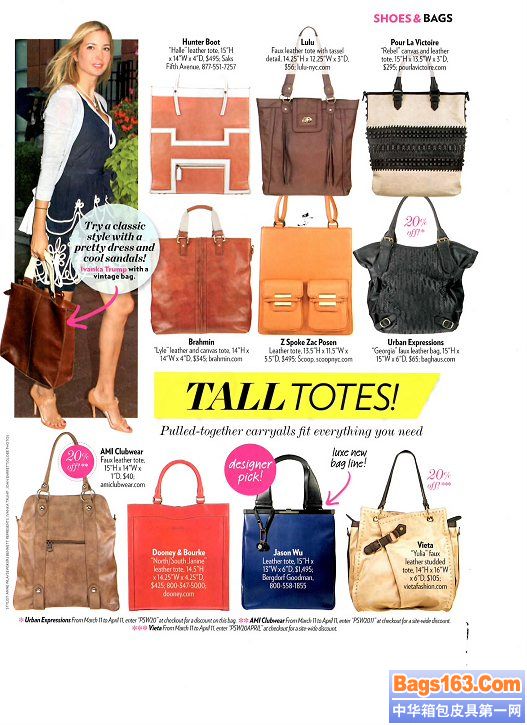 SHOES & BAGS
Hunter Boot
"Halle" leather tote, 15"H
x 14"W x 4"D, $495; Saks
Fifth Avenue, 877-551-7257
Lulu
Faux leather tote with tassel
detail, 14.25"H x 12.25"W x 3"D,
$56; lulu-nyc.com
Pour La Victoire
"Rebel" canvas and leather
tote, 15"H x 13.5"W x 3"D,
$295; pourlavictoire.com
Try a classic
style with a
pretty dress and
cool sandals!
Ivanka Trump with a
vintage bag.
20%
off!*
Brahmin
"Lyle" leather and canvas tote, 14"H x
14"W x 4"D, $345; brahmin.com
Z Spoke Zac Posen
Leather tote, 13.5"H x 11.5"W x
5.5"D, $495; Scoop, scoopnyc.com
Urban Expressions
"Georgia" faux leather bag, 15"H x
15"W x 6"D, $65; baghaus.com
TALL TOTES!
Pulled-together carryalls fit everything you need
20%
off!**
AMI Clubwear
Faux leather tote,
15"H x 14"W x
1"D, $40;
amiclubwear.com
designer
pick!
luxe new
bag line!
20%
off!***
Dooney & Bourke
"North/South Janine"
leather tote, 14.5"H
x 14.25"W x 4.25"D,
$425; 800-347-5000;
dooney.com
Jason Wu
Leather tote, 15"H x
13"W x 6"D, $1,495;
Bergdorf Goodman,
800-558-1855
Vieta
"Yulia" faux
leather studded
tote, 14"H x 16"W
x 6"D, $105;
vietafashion.com
* Urban Expressions From March 11 to April 11, enter "PSW20" at checkout for a discount on this bag. ** AMI Clubwear From March 11 to April 11, enter "PSW2011" at checkout for a site-wide discount.
*** Vieta From March 11 to April 11, enter "PSW20APRIL" at checkout for a site-wide discount.
Bags163.Com
中华箱包皮具第一网